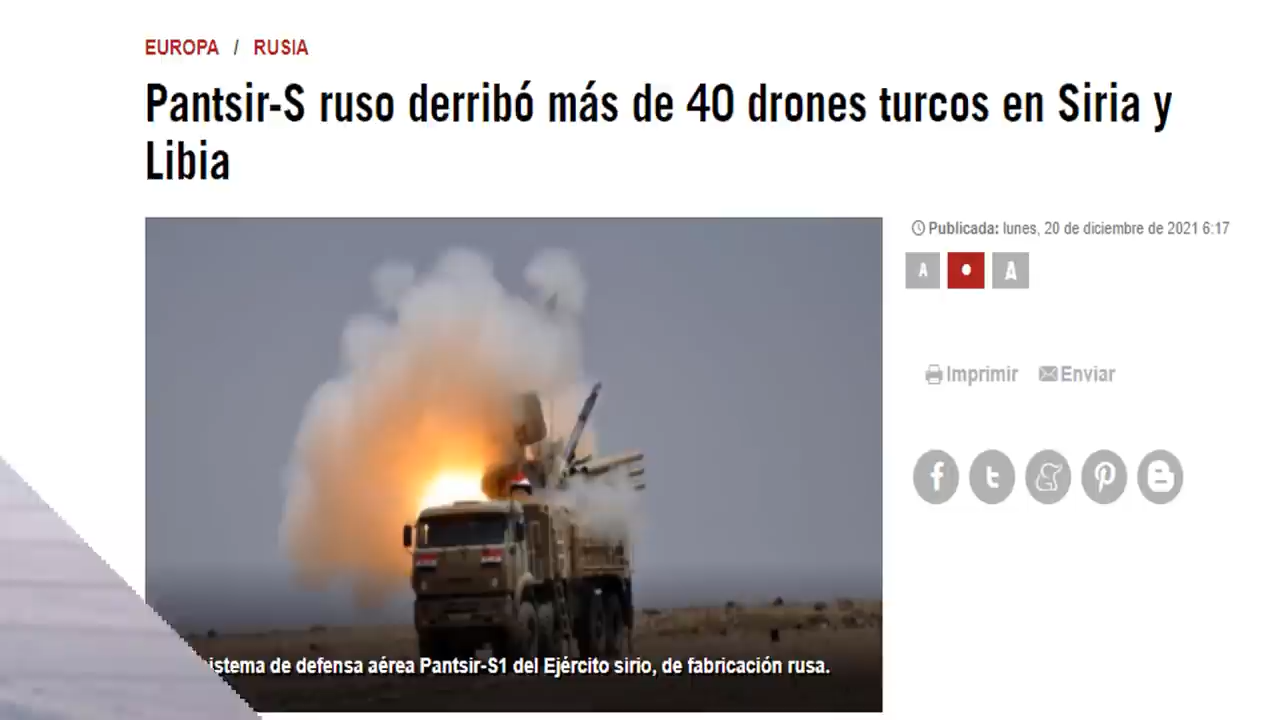 EUROPA / RUSIA
Pantsir-S ruso derribó más de 40 drones turcos en Siria y
Libia
Publicada: lunes, 20 de diciembre de 2021 6:17
A A
Imprimir Enviar
istema de defensa aérea Pantsir-S1 del Ejército sirio, de fabricación rusa.